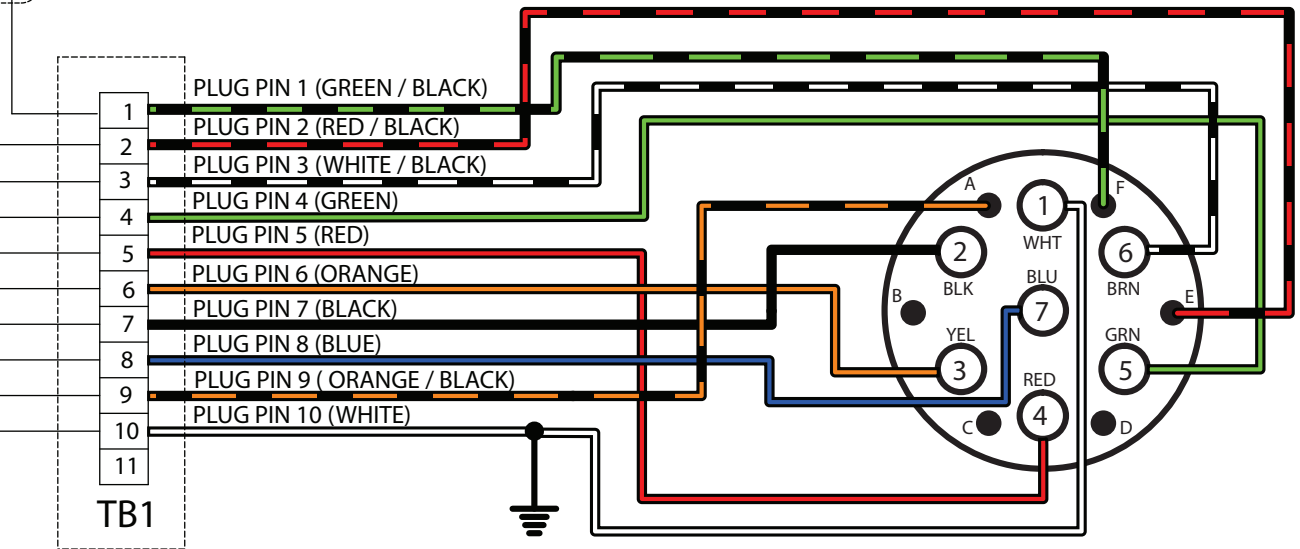 PLUG PIN 1 (GREEN / BLACK)
1
PLUG PIN 2 (RED / BLACK)
2
PLUG PIN 3 (WHITE / BLACK)
3
PLUG PIN 4 (GREEN)
4
PLUG PIN 5 (RED)
5
PLUG PIN 6 (ORANGE)
6
PLUG PIN 7 (BLACK)
7
PLUG PIN 8 (BLUE)
8
PLUG PIN 9 ( ORANGE / BLACK)
9
PLUG PIN 10 (WHITE)
10
11
TB1
A
1
WHT
F
2
BLK
6
BRN
B
BLU
7
E
YEL
3
GRN
5
RED
4
C
D